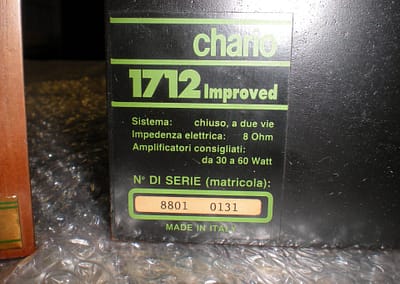 chario
1712 Improved
Sistema: chiuso, a due vie
Impedenza elettrica: 8 Ohm
Amplificatori consigliati:
da 30 a 60 Watt
N° DI SERIE (matricola):
8801 0131
MADE IN ITALY